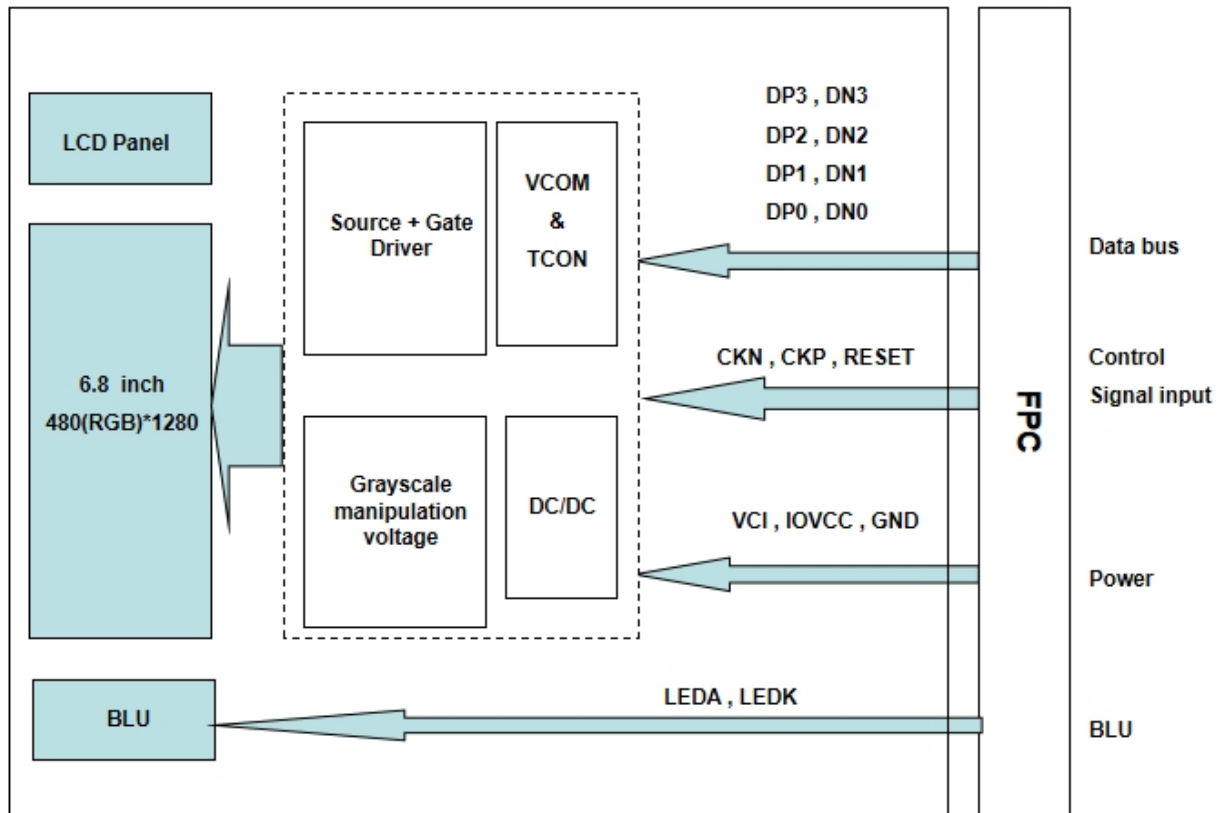 LCD Panel
6.8 inch
480(RGB)*1280
BLU
Source + Gate
Driver
VCOM
&
TCON
Grayscale
manipulation
voltage
DC/DC
DP3 , DN3
DP2 , DN2
DP1 , DN1
DP0 , DN0
CKN , CKP , RESET
VCI , IOVCC , GND
LEDA , LEDK
FPC
Data bus
Control
Signal input
Power
BLU